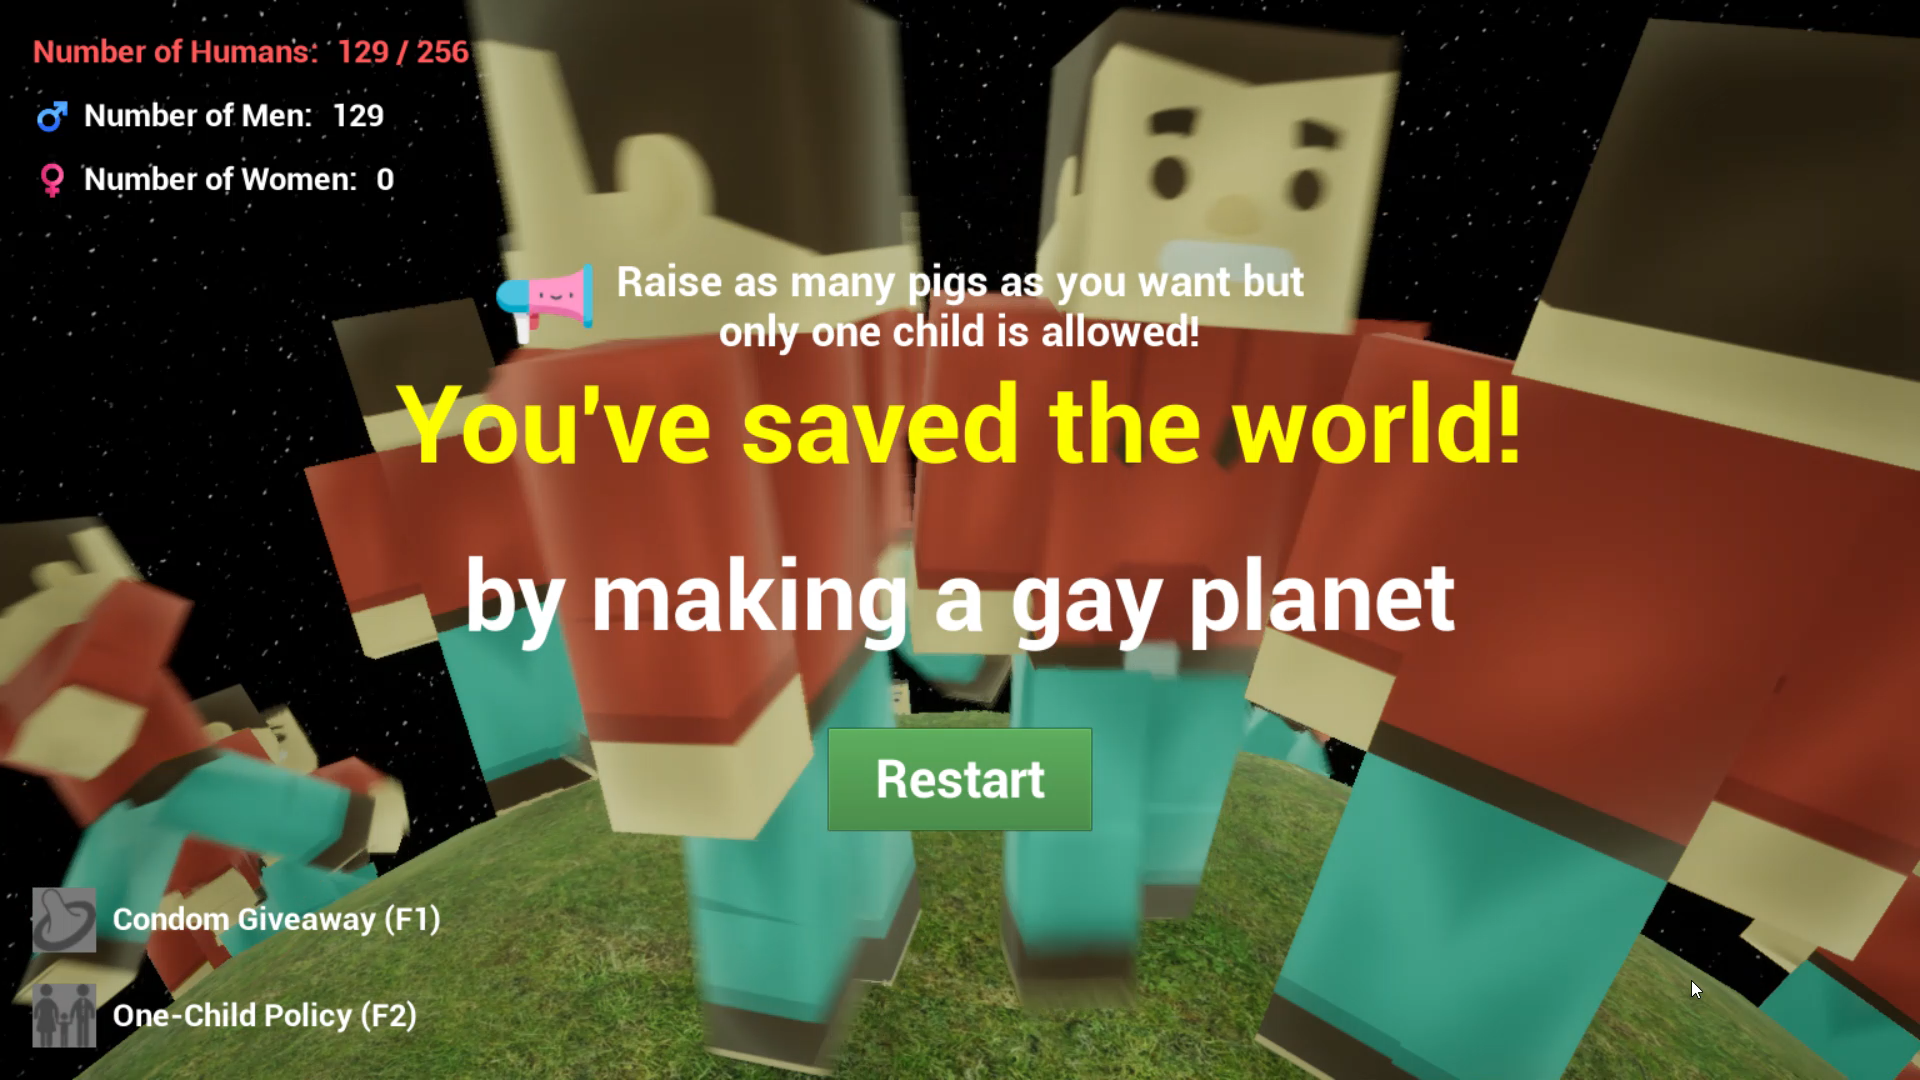 Number of Humans: 129 / 256
Number of Men: 129
Number of Women: 0
Raise as many pigs as you want but
only one child is allowed!
You've saved the world!
by making a gay planet
Restart
Condom Giveaway (F1)
One-Child Policy (F2)